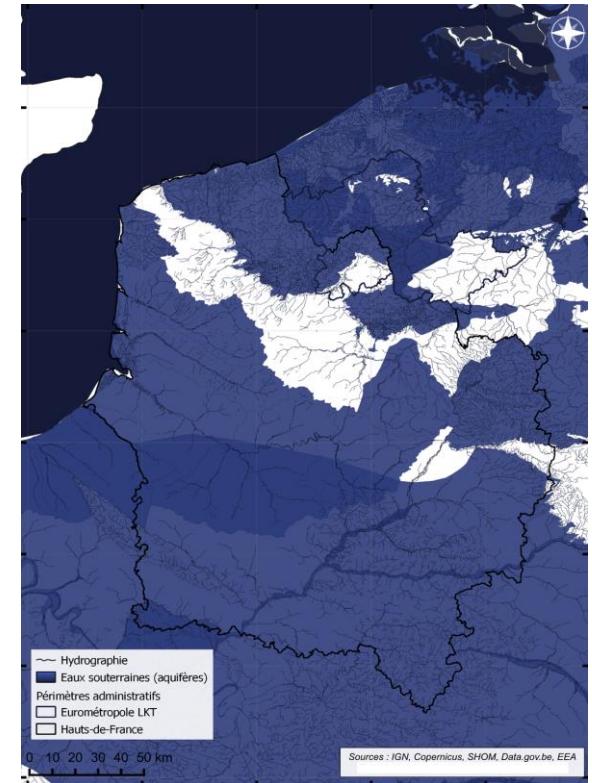 Hydrographie
Eaux souterraines (aquifères)
Périmètres administratifs
Eurométropole LKT
Hauts-de-France
0 10 20 30 40 50 km
Sources : IGN, Copernicus, SHOM, Data.gov.be, EEA